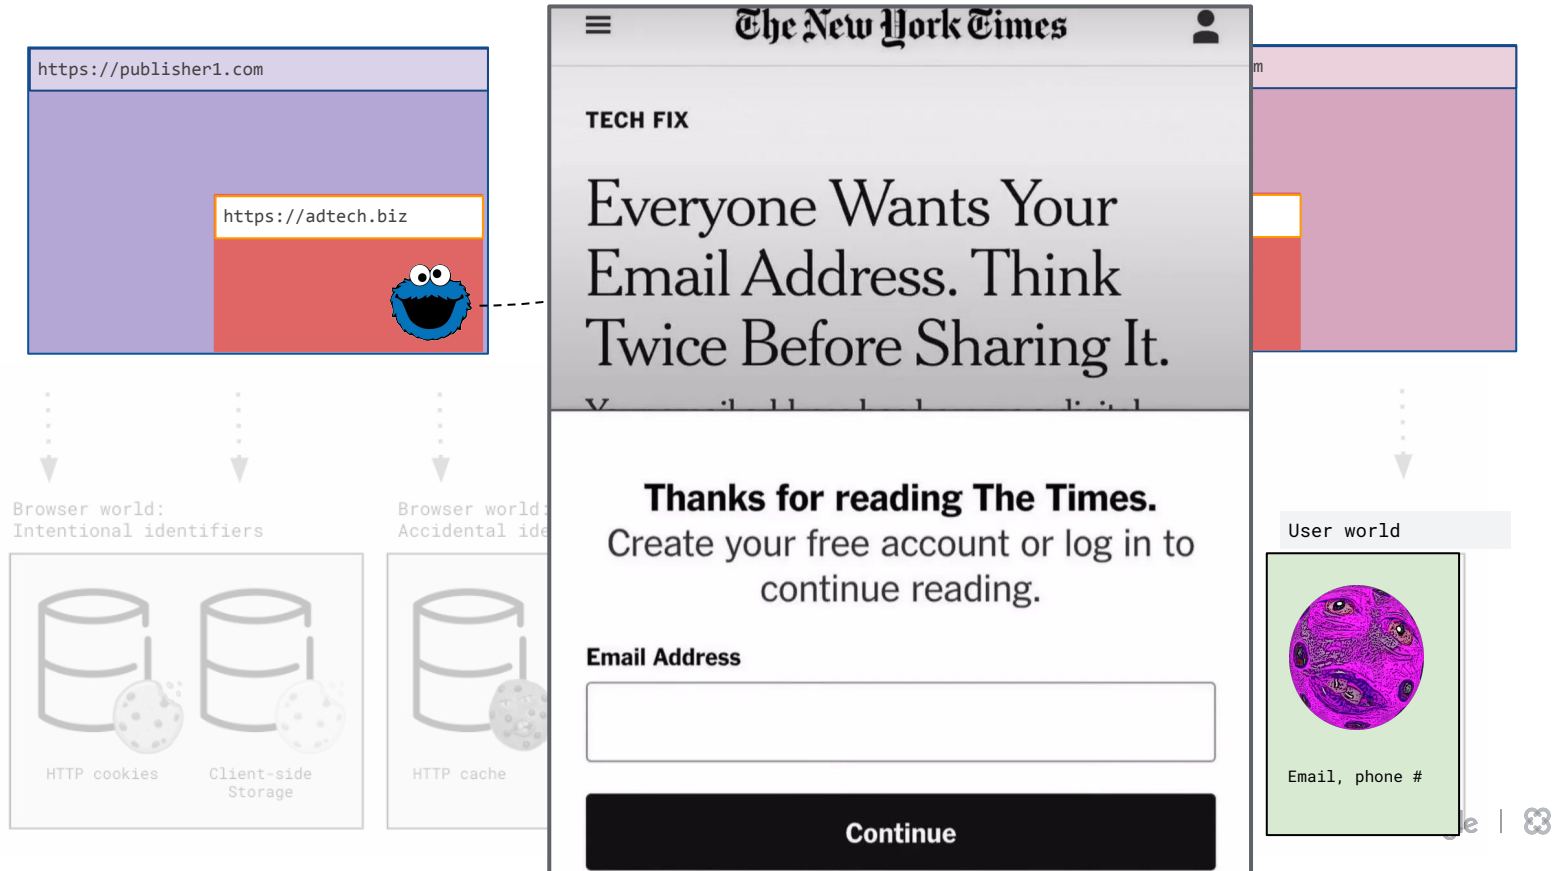 The New York Times
https://publisher1.com
m
TECH FIX
Everyone Wants Your
Email Address. Think
Twice Before Sharing It.
https://adtech.biz
Thanks for reading The Times.
Create your free account or log in to
continue reading.
Email Address
Continue
Browser world:
Intentional identifiers
HTTP cookies
Client-side
Storage
Browser world:
Accidental ide
HTTP cache
User world
Email, phone #